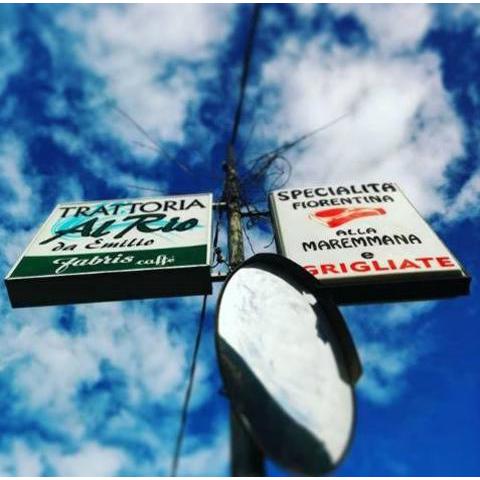 TRATTORIA
Al Rio
da Emilio
Fabris caffè
SPECIALITÀ
FIORENTINA
ALLA
MAREMMANA
e
GRIGLIATE